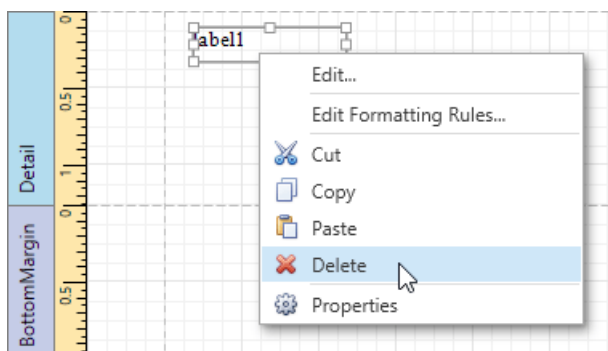 label1
Edit...
Edit Formatting Rules...
Cut
Copy
Paste
Delete
Properties
Detail
0
0.5
1
BottomMargin
0
0.5